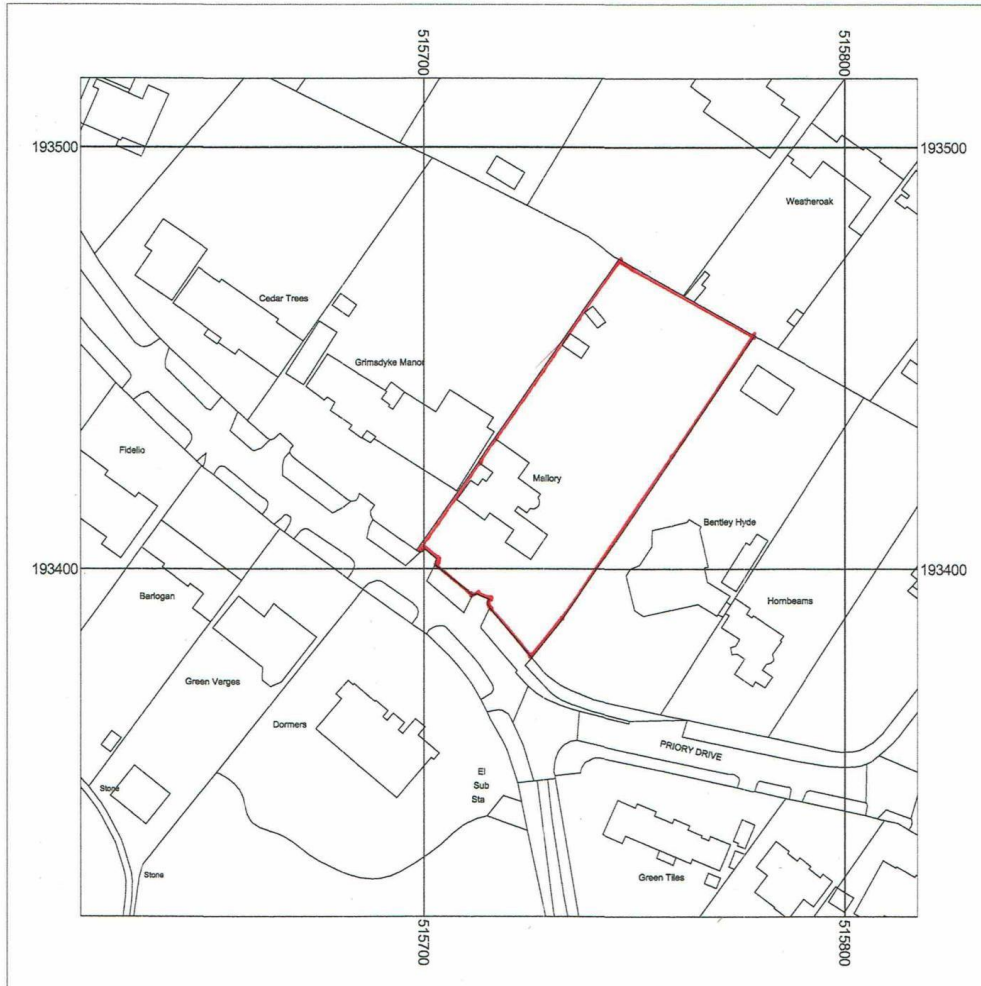 515700
515800
193500
193500
Weatheroak
Cedar Trees
Grimsdyke Manor
Fidelio
Mallory
Bentley Hyde
193400
193400
Barlogan
Hornbeams
Green Verges
Dormers
PRIORY DRIVE
El
Sub
Sta
Stone
Stone
Green Tiles
515700
515800